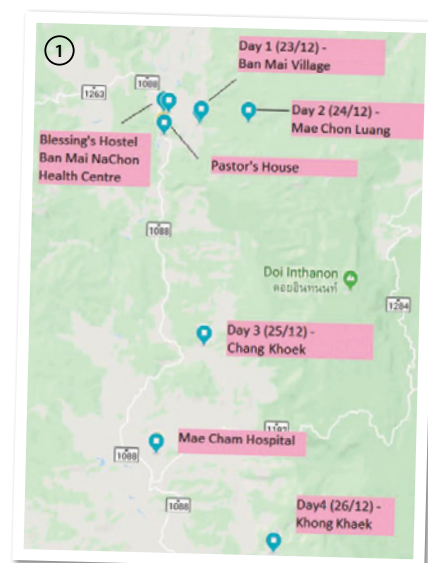 1
Day 1 (23/12) -
Ban Mai Village
1088
1263
Day 2 (24/12) -
Mae Chon Luang
Blessing's Hostel
Ban Mai NaChon
Health Centre
Pastor's House
1088
Doi Inthanon
ดอยอินทนนท์
1284
Day 3 (25/12) -
Chang Khoek
Mae Cham Hospital
1088
Day4 (26/12) -
Khong Khaek
1088